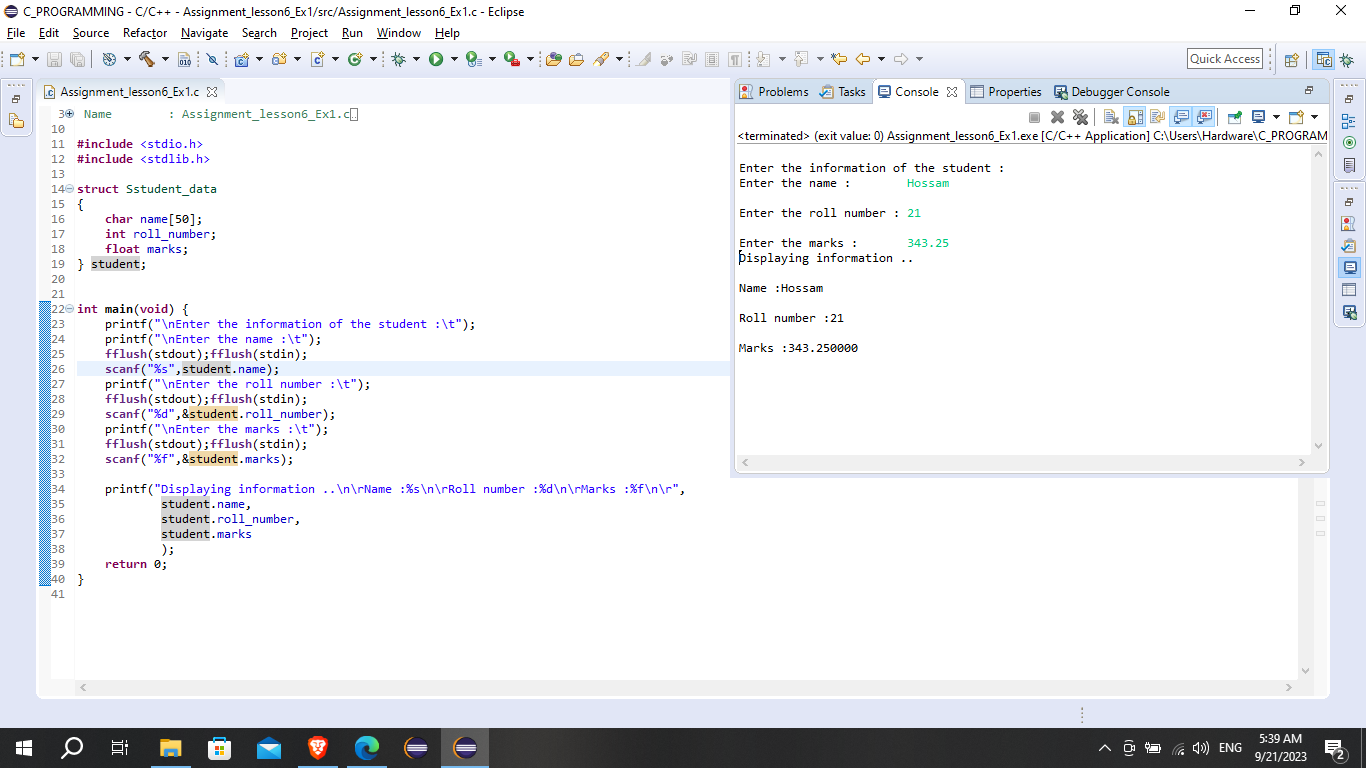 C_PROGRAMMING - C/C++ - Assignment_lesson6_Ex1/src/Assignment_lesson6_Ex1.c - Eclipse
File Edit Source Refactor Navigate Search Project Run Window Help
Quick Access
Assignment_lesson6_Ex1.c
3 Name : Assignment_lesson6_Ex1.c
10
11 #include <stdio.h>
12 #include <stdlib.h>
13
14 struct Sstudent_data
15 {
16 char name[50];
17 int roll_number;
18 float marks;
19 } student;
20
21
22 int main(void) {
23 printf("\nEnter the information of the student :\t");
24 printf("\nEnter the name :\t");
25 fflush(stdout);fflush(stdin);
26 scanf("%s",student.name);
27 printf("\nEnter the roll number :\t");
28 fflush(stdout);fflush(stdin);
29 scanf("%d",&student.roll_number);
30 printf("\nEnter the marks :\t");
31 fflush(stdout);fflush(stdin);
32 scanf("%f",&student.marks);
33
34 printf("Displaying information ..\n\rName :%s\n\rRoll number :%d\n\rMarks :%f\n\r",
35 student.name,
36 student.roll_number,
37 student.marks
38 );
39 return 0;
40 }
41
Problems Tasks Console Properties Debugger Console
<terminated> (exit value: 0) Assignment_lesson6_Ex1.exe [C/C++ Application] C:\Users\Hardware\C_PROGRAM
Enter the information of the student :
Enter the name : Hossam
Enter the roll number : 21
Enter the marks : 343.25
Displaying information ..
Name :Hossam
Roll number :21
Marks :343.250000
ENG
5:39 AM
9/21/2023
2